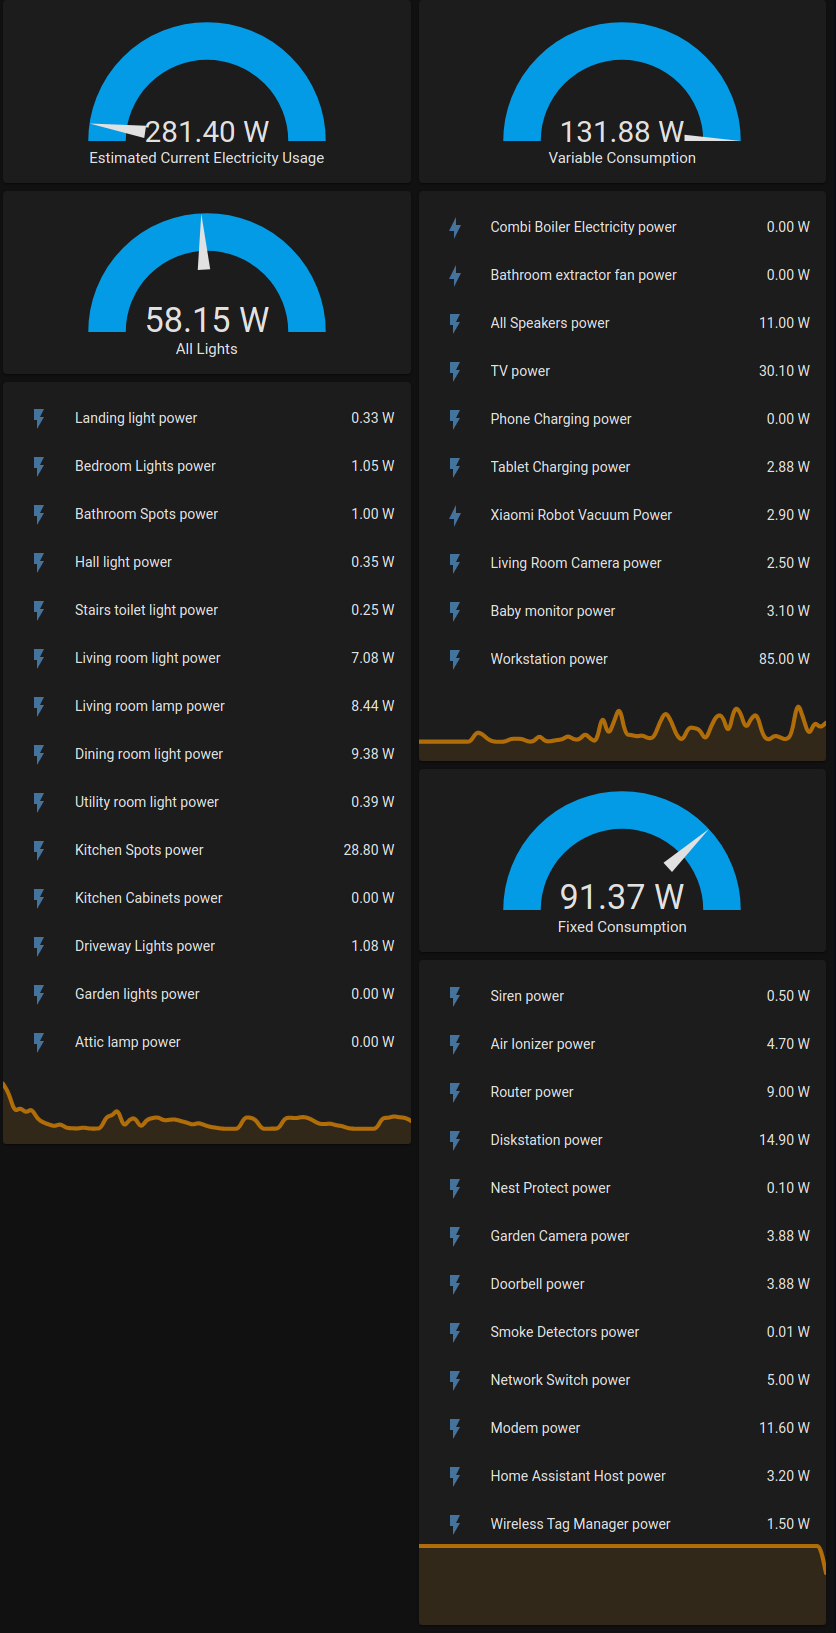 281.40 W
Estimated Current Electricity Usage
58.15 W
All Lights
Landing light power 0.33 W
Bedroom Lights power 1.05 W
Bathroom Spots power 1.00 W
Hall light power 0.35 W
Stairs toilet light power 0.25 W
Living room light power 7.08 W
Living room lamp power 8.44 W
Dining room light power 9.38 W
Utility room light power 0.39 W
Kitchen Spots power 28.80 W
Kitchen Cabinets power 0.00 W
Driveway Lights power 1.08 W
Garden lights power 0.00 W
Attic lamp power 0.00 W
131.88 W
Variable Consumption
Combi Boiler Electricity power 0.00 W
Bathroom extractor fan power 0.00 W
All Speakers power 11.00 W
TV power 30.10 W
Phone Charging power 0.00 W
Tablet Charging power 2.88 W
Xiaomi Robot Vacuum Power 2.90 W
Living Room Camera power 2.50 W
Baby monitor power 3.10 W
Workstation power 85.00 W
91.37 W
Fixed Consumption
Siren power 0.50 W
Air Ionizer power 4.70 W
Router power 9.00 W
Diskstation power 14.90 W
Nest Protect power 0.10 W
Garden Camera power 3.88 W
Doorbell power 3.88 W
Smoke Detectors power 0.01 W
Network Switch power 5.00 W
Modem power 11.60 W
Home Assistant Host power 3.20 W
Wireless Tag Manager power 1.50 W